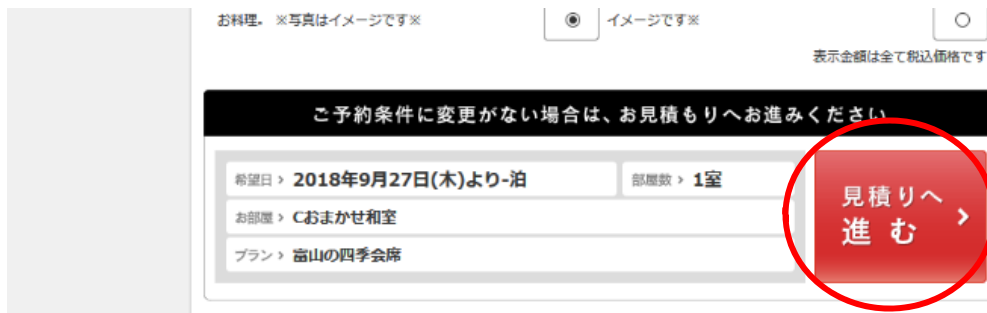 お料理。 ※写真はイメージです※
イメージです※
表示金額は全て税込価格です
ご予約条件に変更がない場合は、お見積もりへお進みください
希望日 › 2018年9月27日(木)より-泊
部屋数 › 1室
お部屋 › Cおまかせ和室
プラン › 富山の四季会席
見積りへ
進む ›